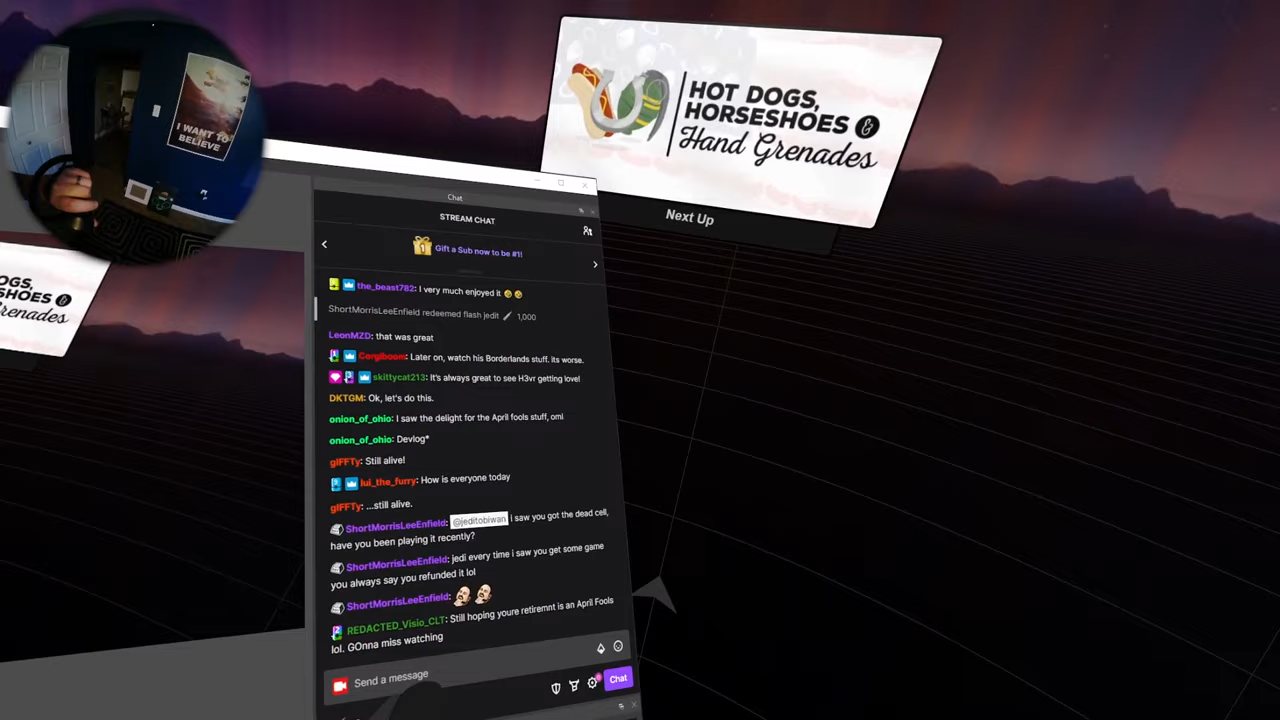 I WANT TO
BELIEVE
HOT DOGS,
HORSESHOES &
Hand Grenades
Next Up
DOGS,
SHOES &
Grenades
Chat
STREAM CHAT
1
Gift a Sub now to be #1!
the_beast782: I very much enjoyed it
ShortMorrisLeeEnfield redeemed flash jedit 1,000
LeonMZD: that was great
Corgiboom: Later on, watch his Borderlands stuff. its worse.
skittycat213: It's always great to see H3vr getting love!
DKTGM: Ok, let's do this.
onion_of_ohio: I saw the delight for the April fools stuff, oml
onion_of_ohio: Devlog*
gIFFTy: Still alive!
lui_the_furry: How is everyone today
gIFFTy: ...still alive.
ShortMorrisLeeEnfield: @jeditobiwan i saw you got the dead cell,
have you been playing it recently?
ShortMorrisLeeEnfield: jedi every time i saw you get some game
you always say you refunded it lol
ShortMorrisLeeEnfield:
REDACTED_Visio_CLT: Still hoping youre retiremnt is an April Fools
lol. GOnna miss watching
Send a message
Chat